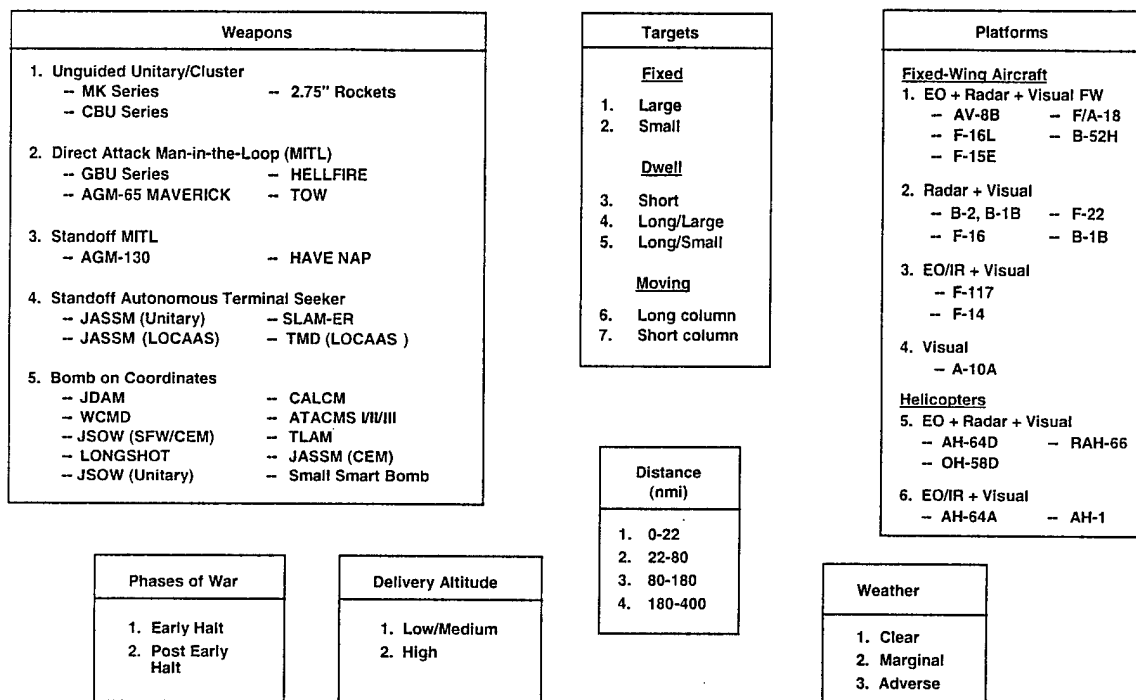 Weapons
1. Unguided Unitary/Cluster
-- MK Series -- 2.75" Rockets
-- CBU Series
2. Direct Attack Man-in-the-Loop (MITL)
-- GBU Series -- HELLFIRE
-- AGM-65 MAVERICK -- TOW
3. Standoff MITL
-- AGM-130 -- HAVE NAP
4. Standoff Autonomous Terminal Seeker
-- JASSM (Unitary) -- SLAM-ER
-- JASSM (LOCAAS) -- TMD (LOCAAS )
5. Bomb on Coordinates
-- JDAM -- CALCM
-- WCMD -- ATACMS I/II/III
-- JSOW (SFW/CEM) -- TLAM
-- LONGSHOT -- JASSM (CEM)
-- JSOW (Unitary) -- Small Smart Bomb
Targets
Fixed
1. Large
2. Small
Dwell
3. Short
4. Long/Large
5. Long/Small
Moving
6. Long column
7. Short column
Platforms
Fixed-Wing Aircraft
1. EO + Radar + Visual FW
-- AV-8B -- F/A-18
-- F-16L -- B-52H
-- F-15E
2. Radar + Visual
-- B-2, B-1B -- F-22
-- F-16 -- B-1B
3. EO/IR + Visual
-- F-117
-- F-14
4. Visual
-- A-10A
Helicopters
5. EO + Radar + Visual
-- AH-64D -- RAH-66
-- OH-58D
6. EO/IR + Visual
-- AH-64A -- AH-1
Distance
(nmi)
1. 0-22
2. 22-80
3. 80-180
4. 180-400
Phases of War
1. Early Halt
2. Post Early
Halt
Delivery Altitude
1. Low/Medium
2. High
Weather
1. Clear
2. Marginal
3. Adverse